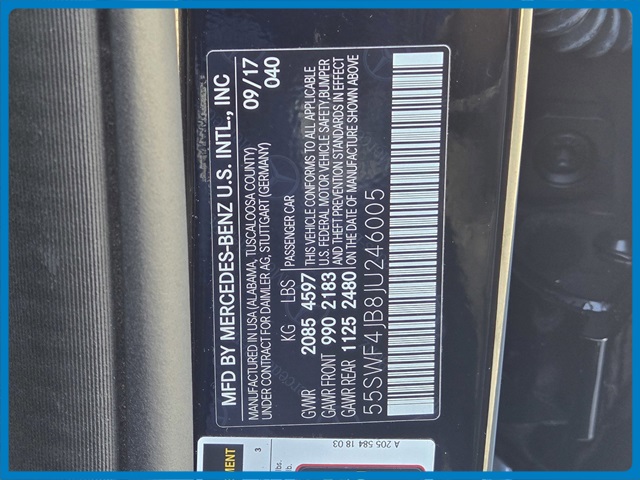 MFD BY MERCEDES-BENZ U.S. INTL., INC 09/17
MANUFACTURED IN USA (ALABAMA, TUSCALOOSA COUNTY) 040
UNDER CONTRACT FOR DAIMLER AG, STUTTGART (GERMANY)
KG LBS PASSENGER CAR
GVWR 2085 4597 THIS VEHICLE CONFORMS TO ALL APPLICABLE
GAWR FRONT 990 2183 U.S. FEDERAL MOTOR VEHICLE SAFETY, BUMPER
GAWR REAR 1125 2480 AND THEFT PREVENTION STANDARDS IN EFFECT
ON THE DATE OF MANUFACTURE SHOWN ABOVE
55SWF4JB8JU246005
A 205 584 18 03
3
lbs.
lb.